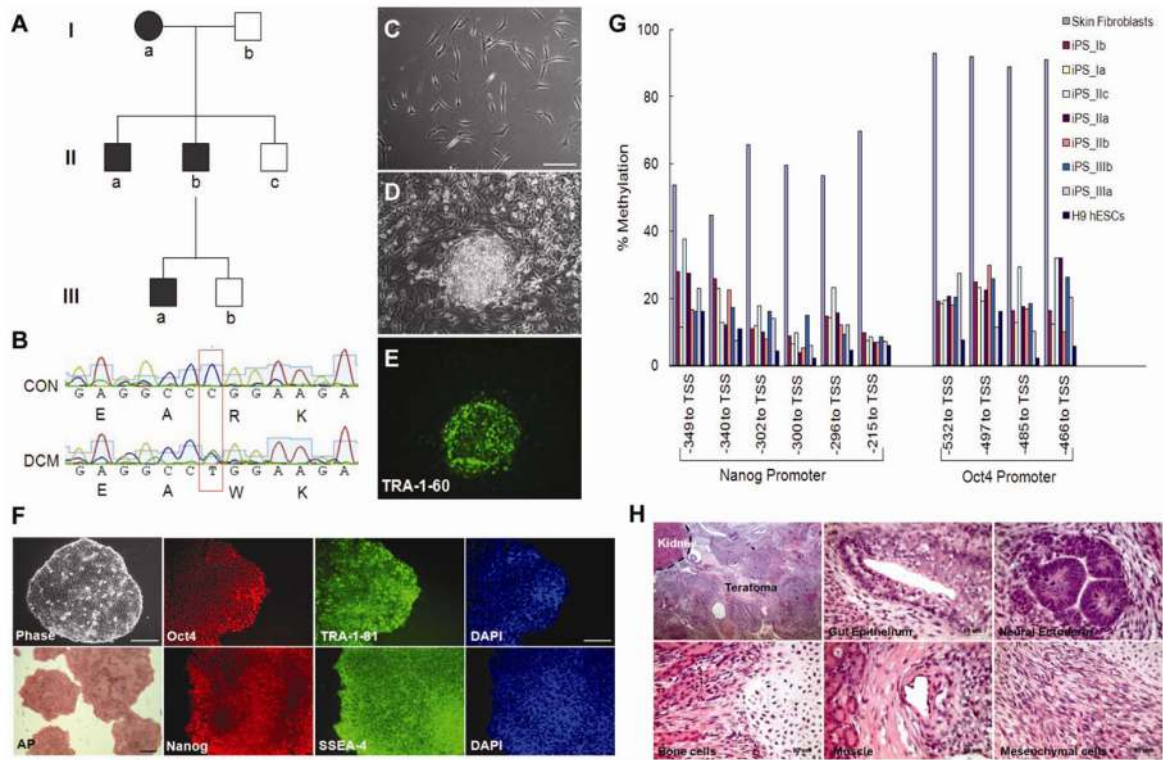 A
I
a
b
II
a
b
c
III
a
b
B
CON
G A G G C C C G G A A G A
E A R K
DCM
G A G G C C T G G A A G A
E A W K
C
D
E
TRA-1-60
F
Phase
Oct4
TRA-1-81
DAPI
AP
Nanog
SSEA-4
DAPI
G
100
80
60
40
20
0
% Methylation
Skin Fibroblasts
iPS_Ib
iPS_Ia
iPS_IIc
iPS_IIa
iPS_IIb
iPS_IIIb
iPS_IIIa
H9 hESCs
-349 to TSS
-340 to TSS
-302 to TSS
-300 to TSS
-296 to TSS
-215 to TSS
-532 to TSS
-497 to TSS
-485 to TSS
-466 to TSS
Nanog Promoter
Oct4 Promoter
H
Kidney
Teratoma
Gut Epithelium
Neural Ectoderm
Bone cells
Muscle
Mesenchymal cells